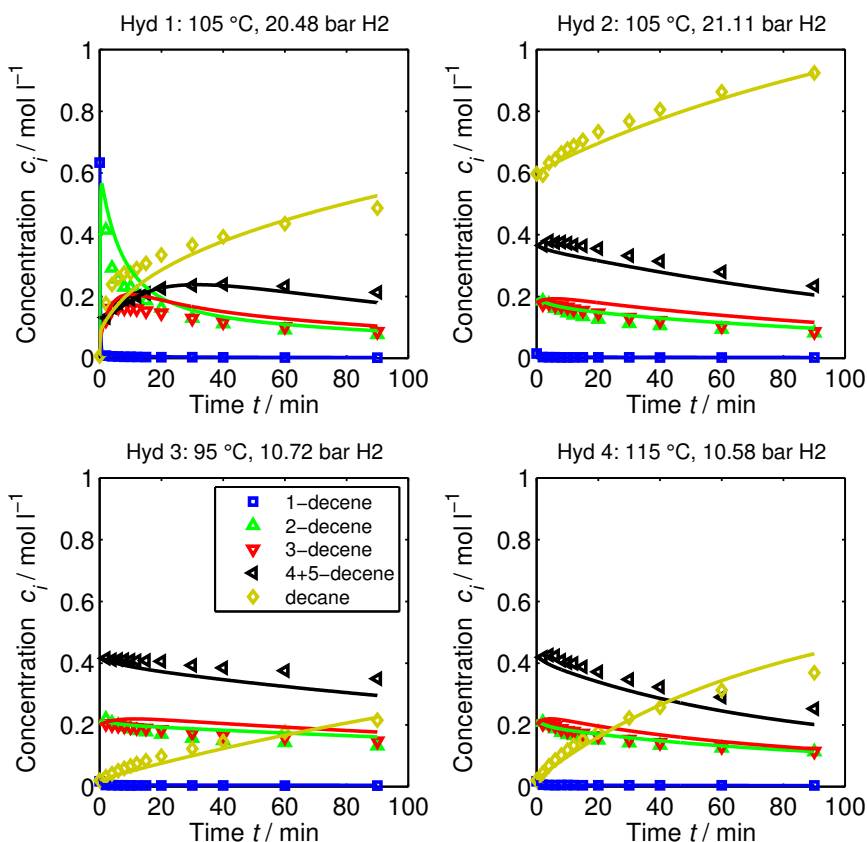 Hyd 1: 105 °C, 20.48 bar H2
1
0.8
0.6
0.4
0.2
0
0 20 40 60 80 100
Concentration c_i / mol l⁻¹
Time t / min
Hyd 2: 105 °C, 21.11 bar H2
1
0.8
0.6
0.4
0.2
0
0 20 40 60 80 100
Concentration c_i / mol l⁻¹
Time t / min
Hyd 3: 95 °C, 10.72 bar H2
1
0.8
0.6
0.4
0.2
0
0 20 40 60 80 100
Concentration c_i / mol l⁻¹
Time t / min
1−decene
2−decene
3−decene
4+5−decene
decane
Hyd 4: 115 °C, 10.58 bar H2
1
0.8
0.6
0.4
0.2
0
0 20 40 60 80 100
Concentration c_i / mol l⁻¹
Time t / min